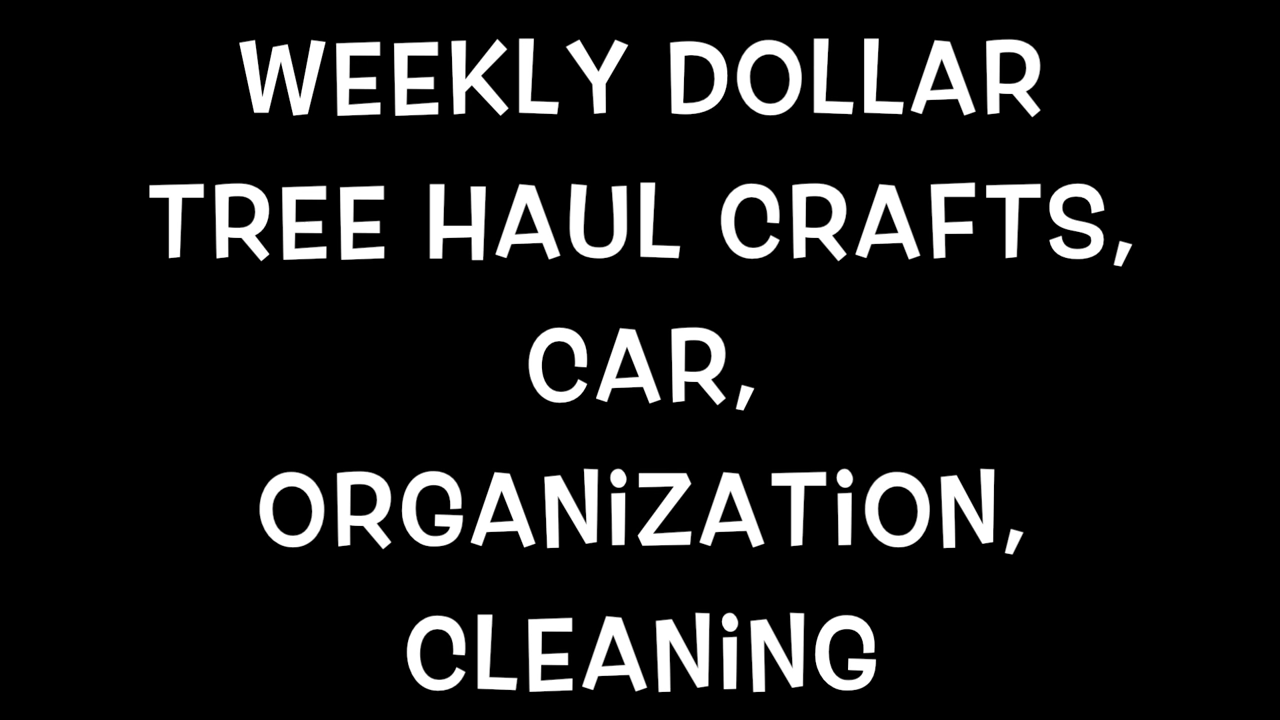 WEEKLY DOLLAR
TREE HAUL CRAFTS,
CAR,
ORGANiZATiON,
CLEANiNG